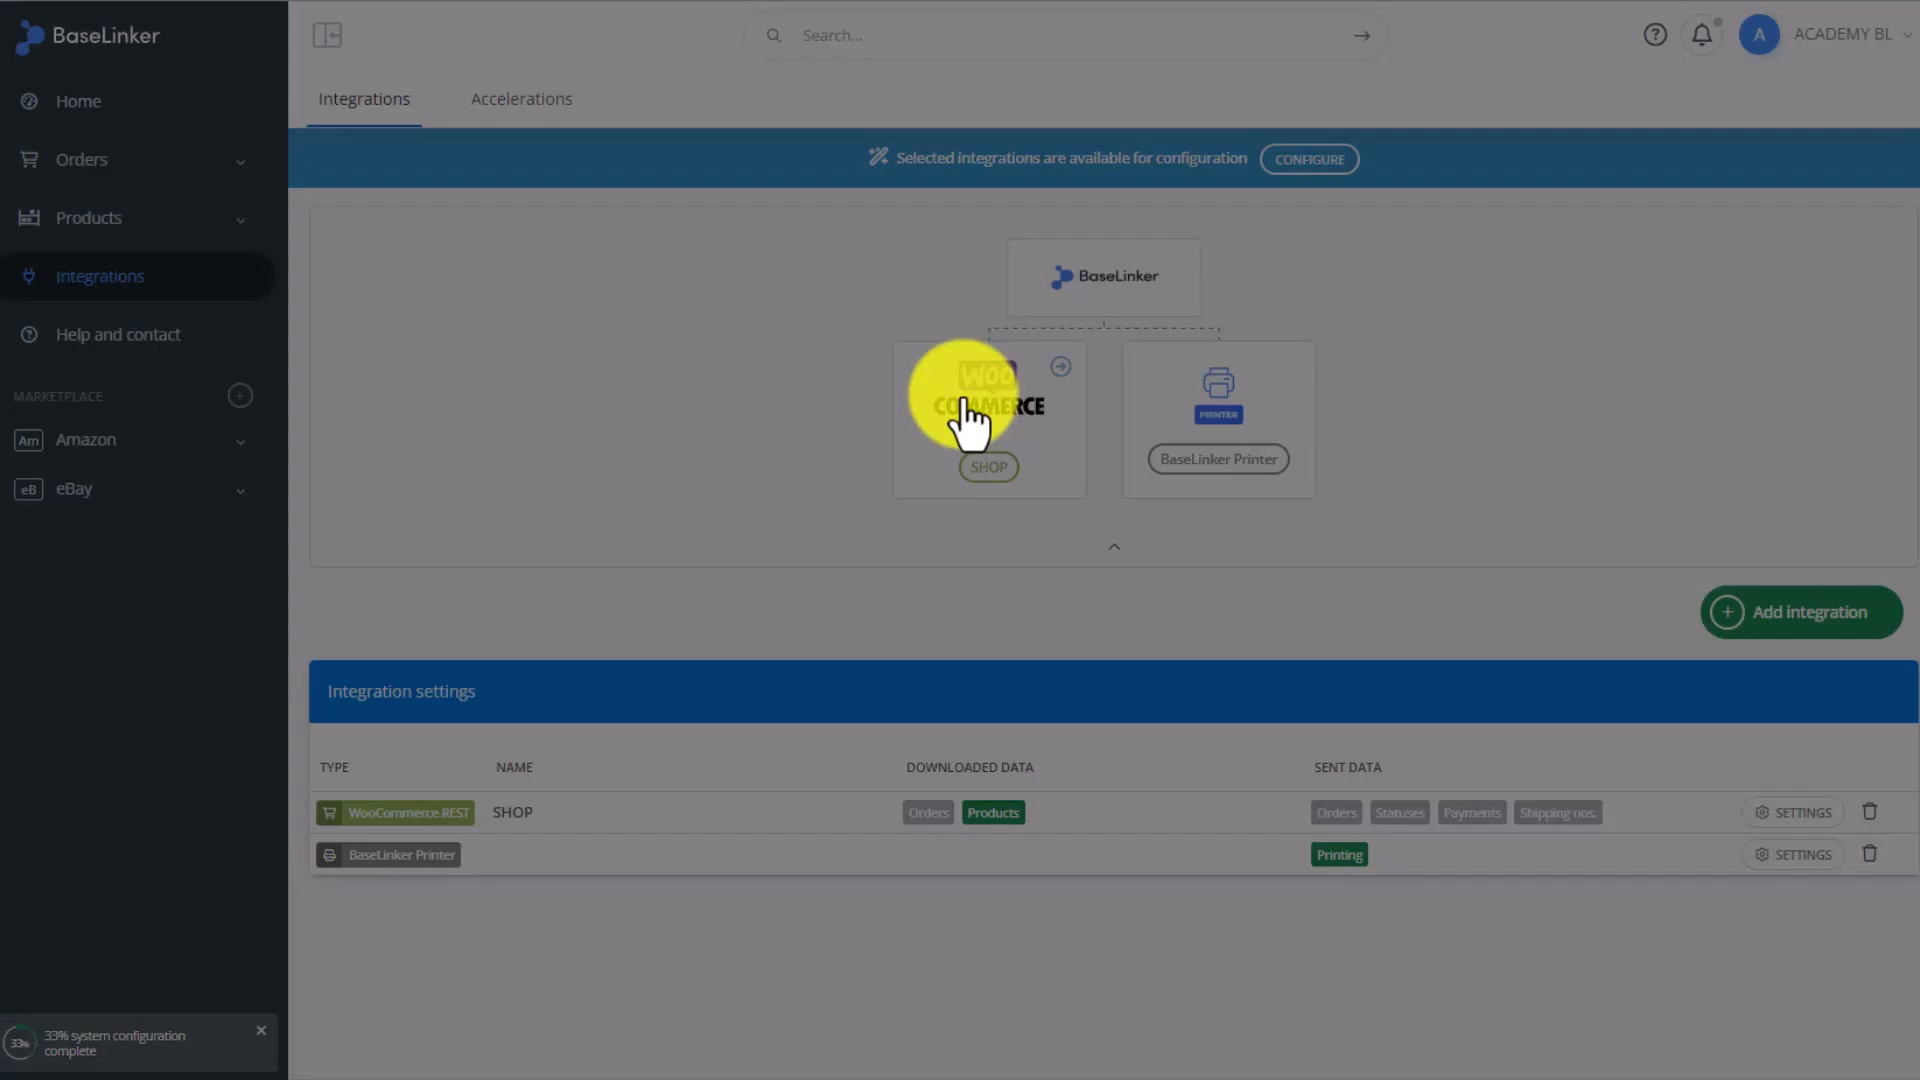 BaseLinker
Search...
A
ACADEMY BL
Home
Orders
Products
Integrations
Help and contact
MARKETPLACE
Am Amazon
eB eBay
33%
33% system configuration
complete
Integrations
Accelerations
Selected integrations are available for configuration
CONFIGURE
BaseLinker
WOO
COMMERCE
SHOP
PRINTER
BaseLinker Printer
Add integration
Integration settings
TYPE NAME DOWNLOADED DATA SENT DATA
WooCommerce REST SHOP Orders Products Orders Statuses Payments Shipping nos. SETTINGS
BaseLinker Printer Printing SETTINGS